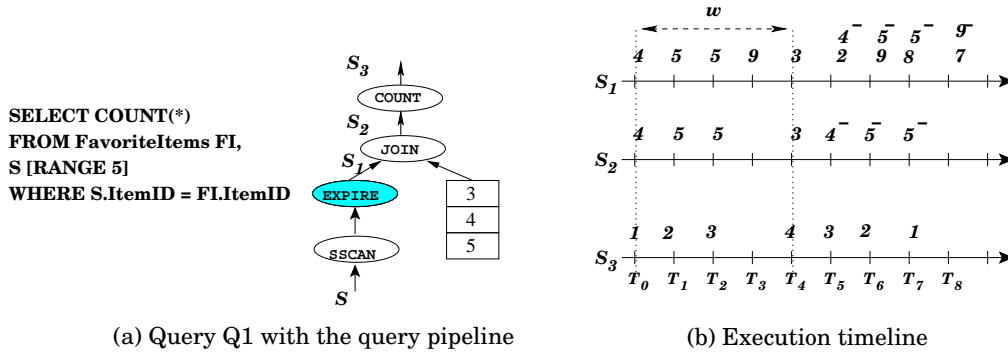 SELECT COUNT(*)
FROM FavoriteItems FI,
S [RANGE 5]
WHERE S.ItemID = FI.ItemID
S3
COUNT
S2
JOIN
S1
EXPIRE
3
4
5
SSCAN
S
(a) Query Q1 with the query pipeline
w
4⁻ 5⁻ 5⁻ 9⁻
4 5 5 9 3 2 9 8 7
S1
4 5 5 3 4⁻ 5⁻ 5⁻
S2
1 2 3 4 3 2 1
S3
T0 T1 T2 T3 T4 T5 T6 T7 T8
(b) Execution timeline